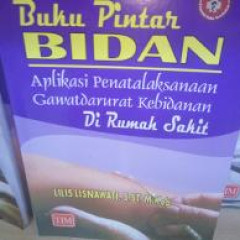 Buku Pintar
BIDAN
Aplikasi Penatalaksanaan
Gawatdarurat Kebidanan
Di Rumah Sakit
LILIS LISNAWATI
TIM